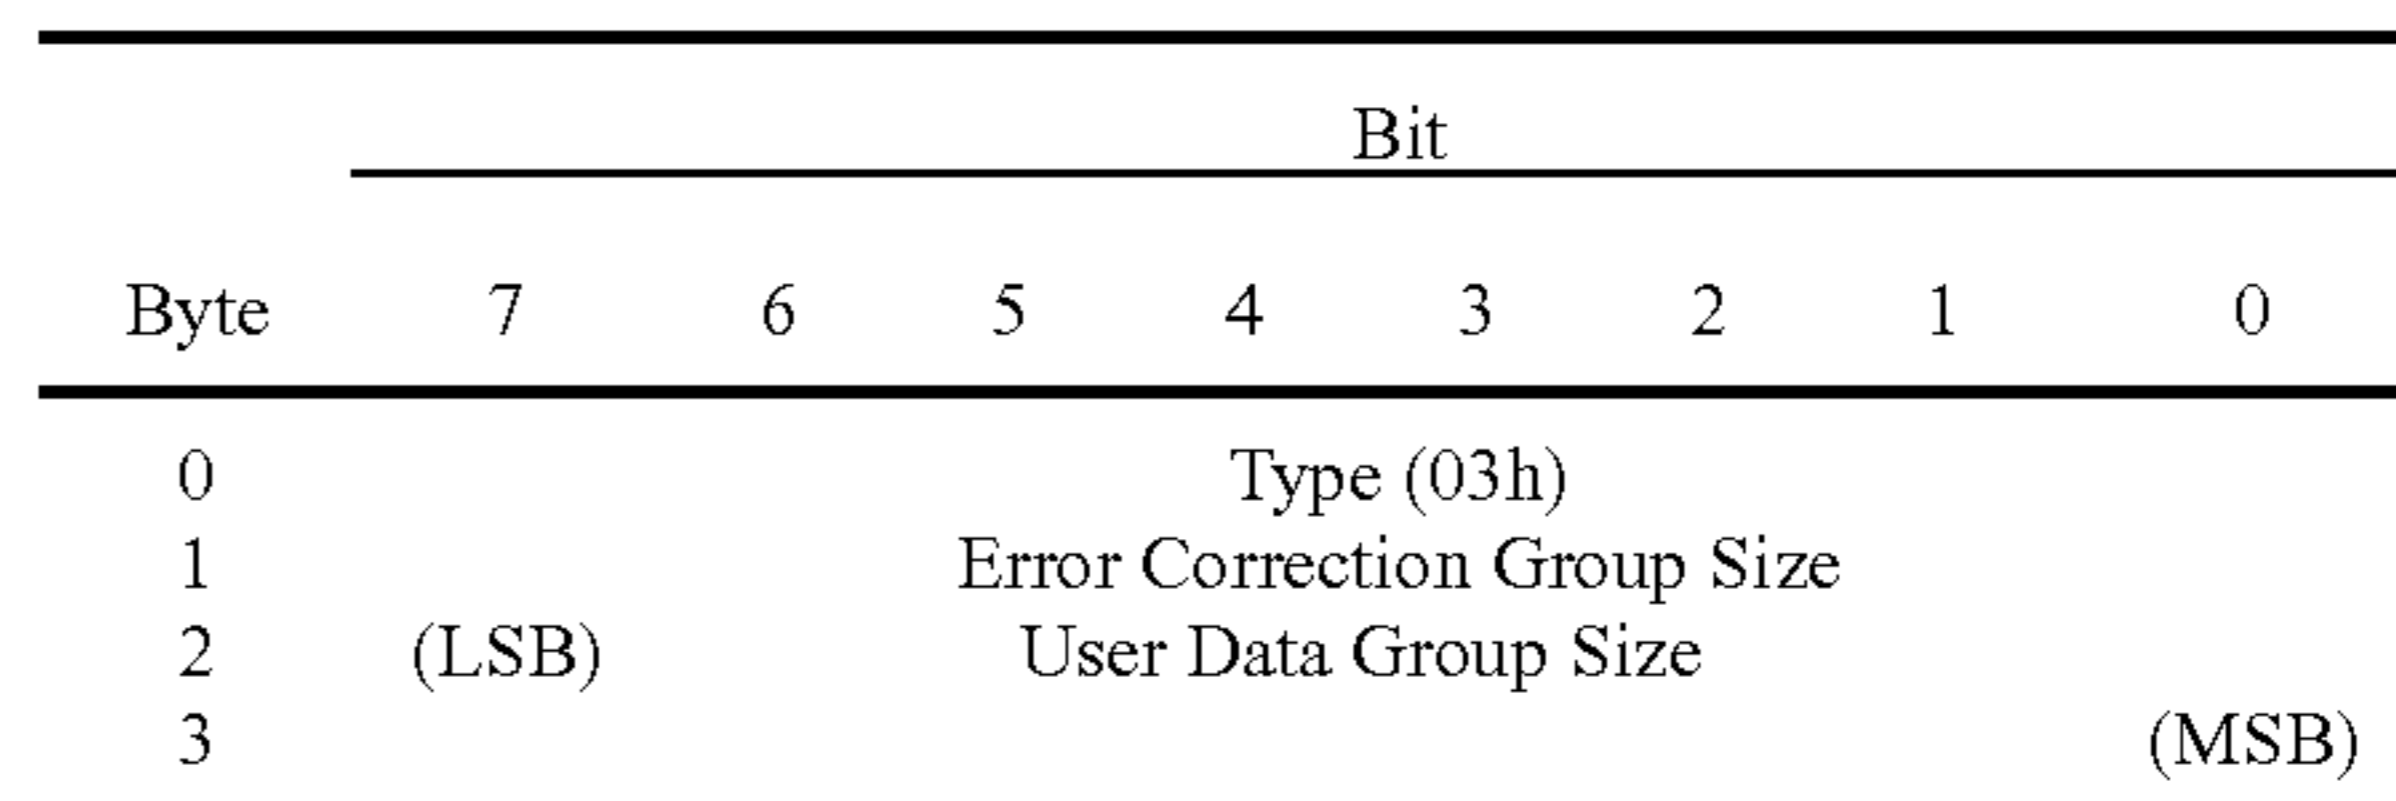 Bit
Byte 7 6 5 4 3 2 1 0
0 Type (03h)
1 Error Correction Group Size
2 (LSB) User Data Group Size
3 (MSB)